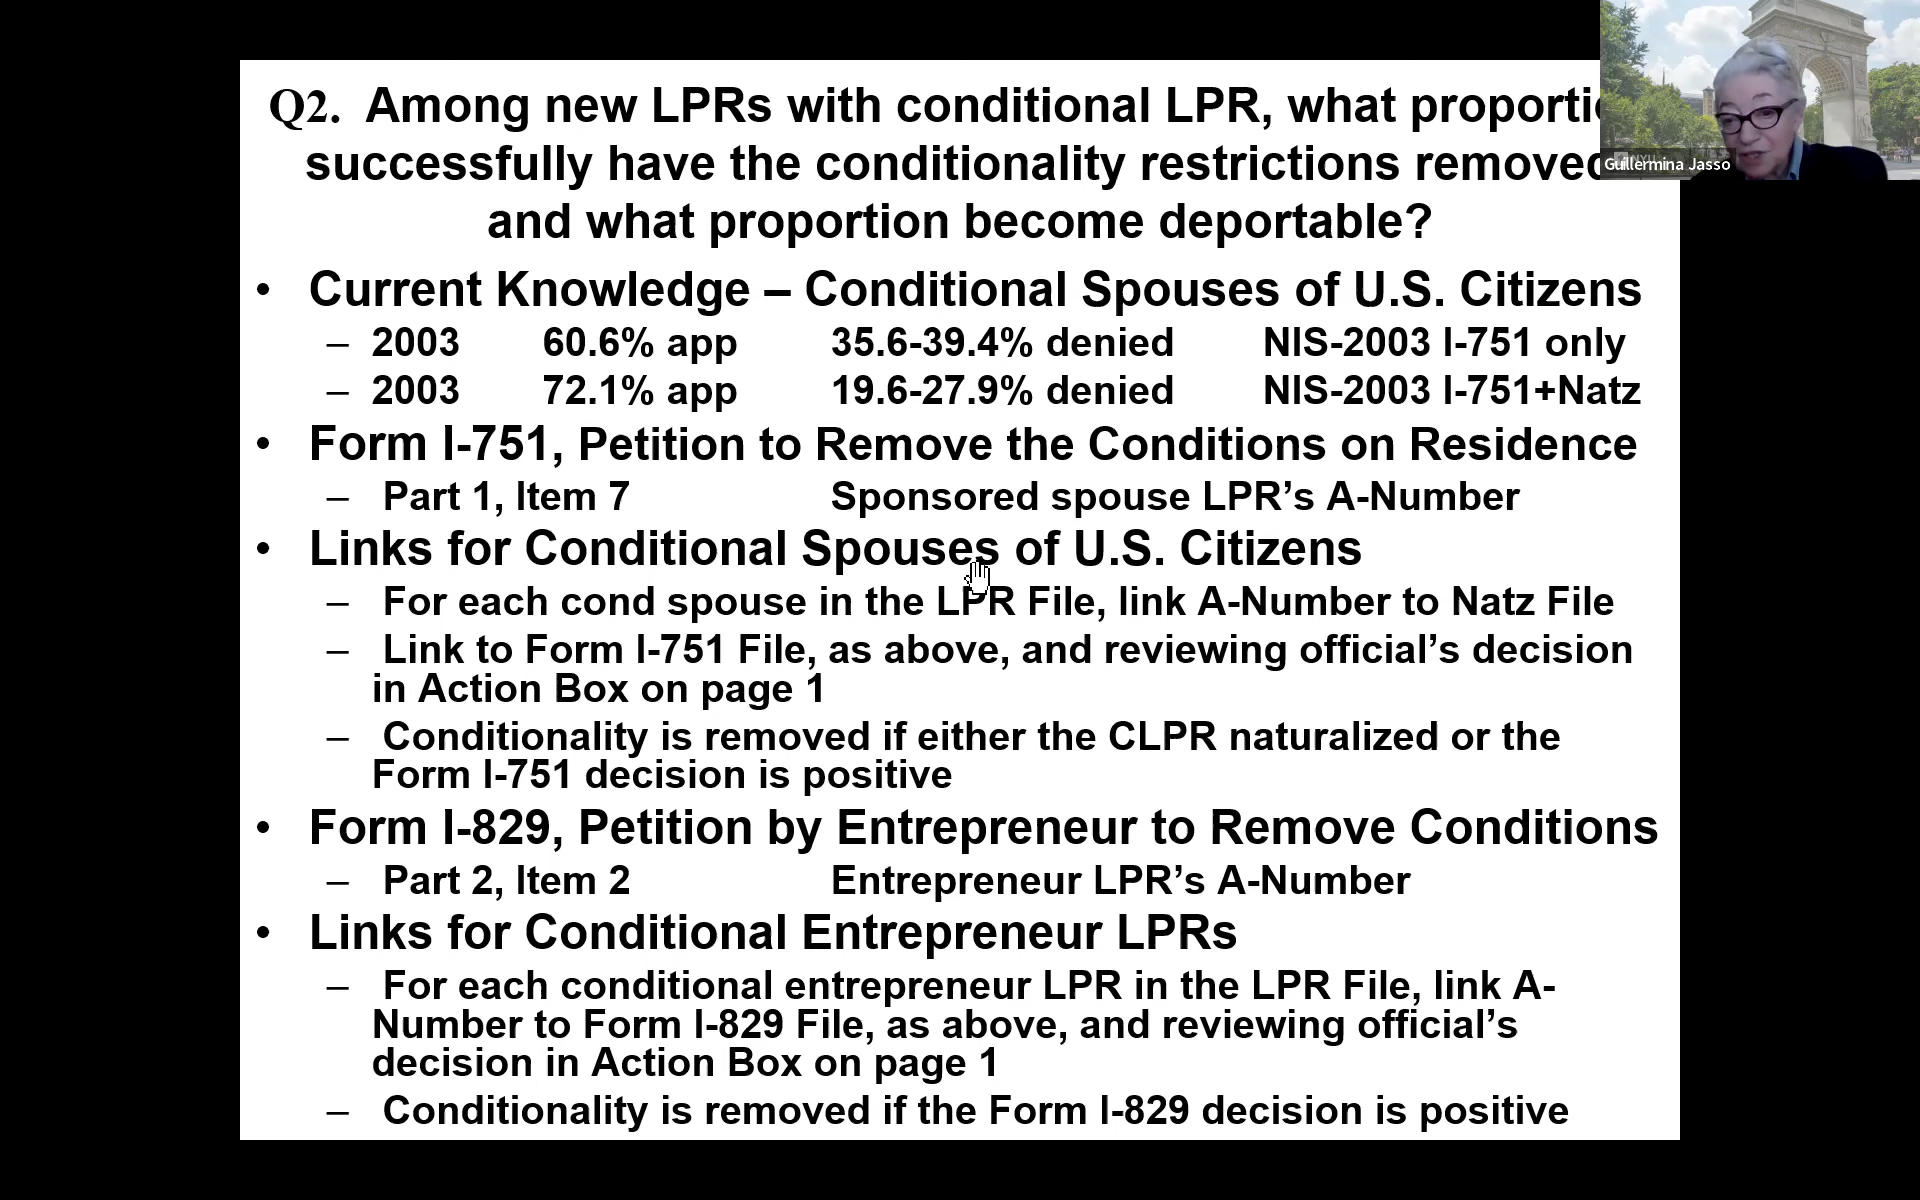 Q2. Among new LPRs with conditional LPR, what
successfully have the conditionality restrictions removed
and what proportion become deportable?
Guillermina Jasso
• Current Knowledge – Conditional Spouses of U.S. Citizens
– 2003 60.6% app 35.6-39.4% denied NIS-2003 I-751 only
– 2003 72.1% app 19.6-27.9% denied NIS-2003 I-751+Natz
• Form I-751, Petition to Remove the Conditions on Residence
– Part 1, Item 7 Sponsored spouse LPR’s A-Number
• Links for Conditional Spouses of U.S. Citizens
– For each cond spouse in the LPR File, link A-Number to Natz File
– Link to Form I-751 File, as above, and reviewing official’s decision
in Action Box on page 1
– Conditionality is removed if either the CLPR naturalized or the
Form I-751 decision is positive
• Form I-829, Petition by Entrepreneur to Remove Conditions
– Part 2, Item 2 Entrepreneur LPR’s A-Number
• Links for Conditional Entrepreneur LPRs
– For each conditional entrepreneur LPR in the LPR File, link A-
Number to Form I-829 File, as above, and reviewing official’s
decision in Action Box on page 1
– Conditionality is removed if the Form I-829 decision is positive